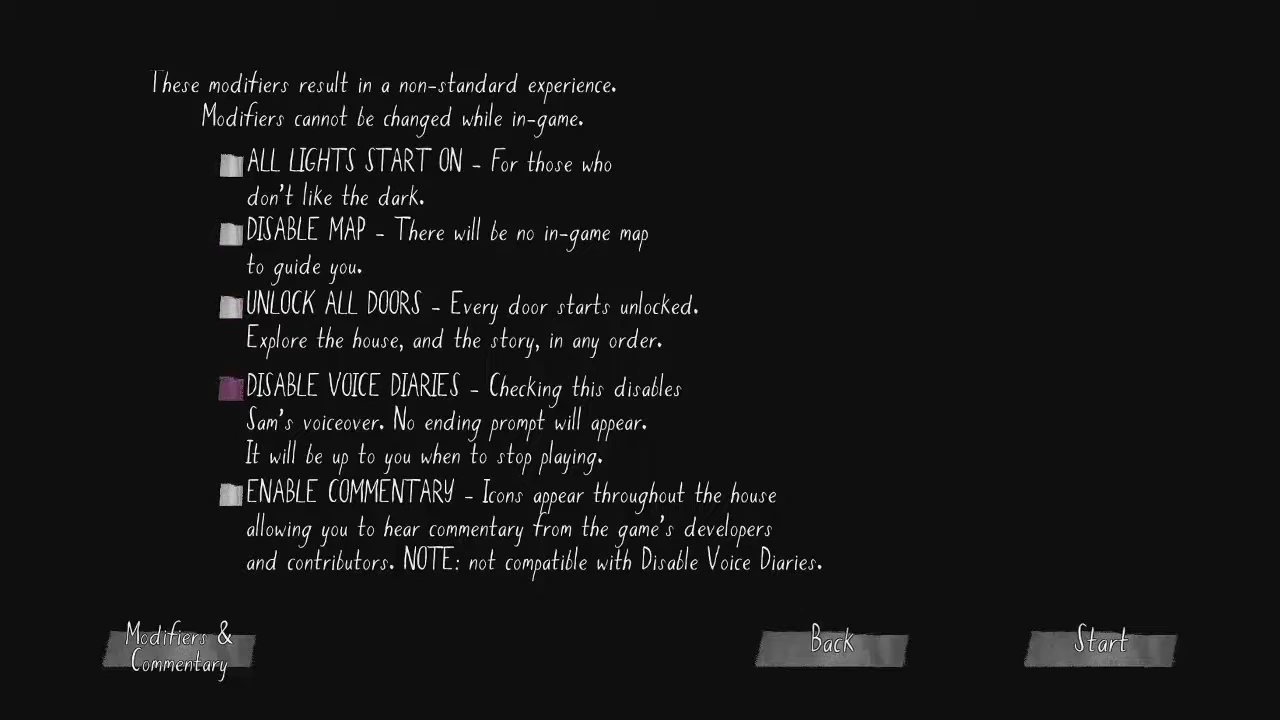 These modifiers result in a non-standard experience.
Modifiers cannot be changed while in-game.
ALL LIGHTS START ON - For those who
don't like the dark.
DISABLE MAP - There will be no in-game map
to guide you.
UNLOCK ALL DOORS - Every door starts unlocked.
Explore the house, and the story, in any order.
DISABLE VOICE DIARIES - Checking this disables
Sam's voiceover. No ending prompt will appear.
It will be up to you when to stop playing.
ENABLE COMMENTARY - Icons appear throughout the house
allowing you to hear commentary from the game's developers
and contributors. NOTE: not compatible with Disable Voice Diaries.
Modifiers &
Commentary
Back
Start